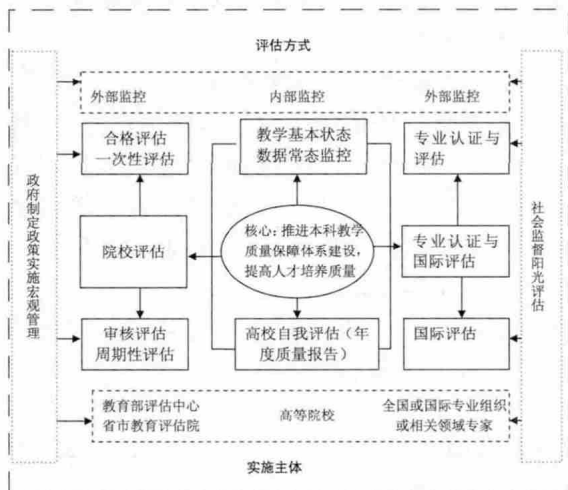 评估方式
外部监控
内部监控
外部监控
合格评估
一次性评估
教学基本状态
数据常态监控
专业认证与
评估
政府制定政策实施宏观管理
院校评估
核心：推进本科教学
质量保障体系建设，
提高人才培养质量
专业认证与
国际评估
社会监督阳光评估
审核评估
周期性评估
高校自我评估（年
度质量报告）
国际评估
教育部评估中心
省市教育评估院
高等院校
全国或国际专业组织
或相关领域专家
实施主体